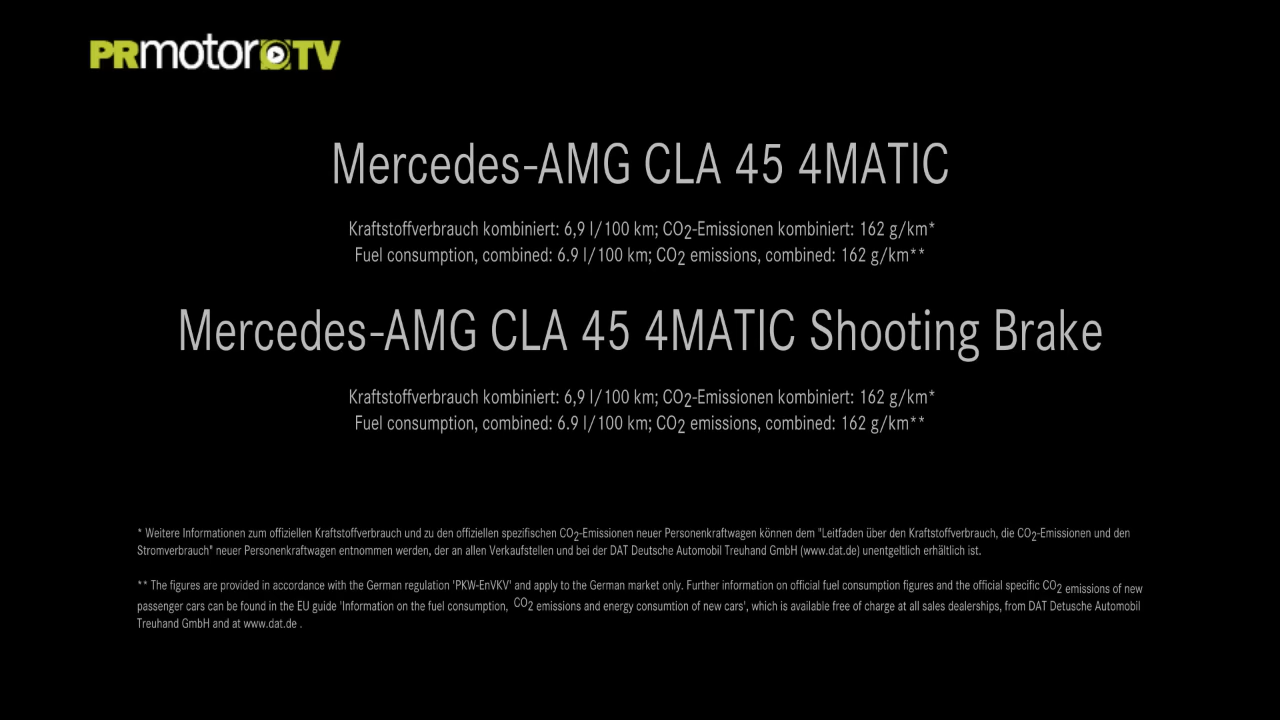 PRmotor TV
Mercedes-AMG CLA 45 4MATIC
Kraftstoffverbrauch kombiniert: 6,9 l/100 km; CO2-Emissionen kombiniert: 162 g/km*
Fuel consumption, combined: 6.9 l/100 km; CO2 emissions, combined: 162 g/km**
Mercedes-AMG CLA 45 4MATIC Shooting Brake
Kraftstoffverbrauch kombiniert: 6,9 l/100 km; CO2-Emissionen kombiniert: 162 g/km*
Fuel consumption, combined: 6.9 l/100 km; CO2 emissions, combined: 162 g/km**
* Weitere Informationen zum offiziellen Kraftstoffverbrauch und zu den offiziellen spezifischen CO2-Emissionen neuer Personenkraftwagen können dem "Leitfaden über den Kraftstoffverbrauch, die CO2-Emissionen und den
Stromverbrauch" neuer Personenkraftwagen entnommen werden, der an allen Verkaufstellen und bei der DAT Deutsche Automobil Treuhand GmbH (www.dat.de) unentgeltlich erhältlich ist.
** The figures are provided in accordance with the German regulation 'PKW-EnVKV' and apply to the German market only. Further information on official fuel consumption figures and the official specific CO2 emissions of new
passenger cars can be found in the EU guide 'Information on the fuel consumption, CO2 emissions and energy consumtion of new cars', which is available free of charge at all sales dealerships, from DAT Detusche Automobil
Treuhand GmbH and at www.dat.de .